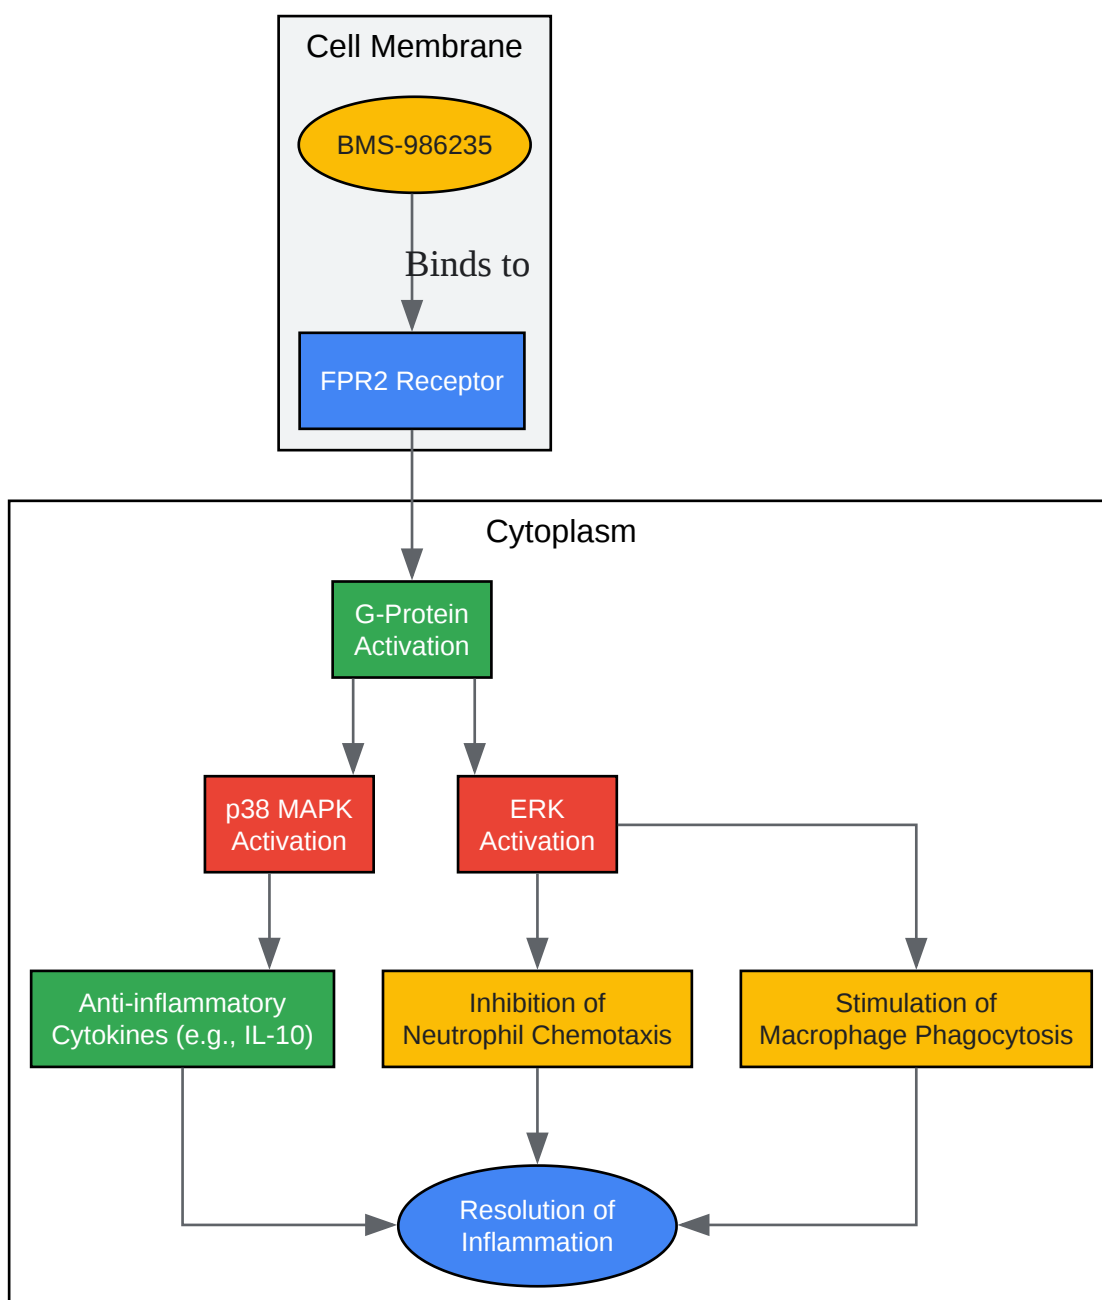 Cell Membrane
BMS-986235
Binds to
FPR2 Receptor
Cytoplasm
G-Protein
Activation
p38 MAPK
Activation
ERK
Activation
Anti-inflammatory
Cytokines (e.g., IL-10)
Inhibition of
Neutrophil Chemotaxis
Stimulation of
Macrophage Phagocytosis
Resolution of
Inflammation